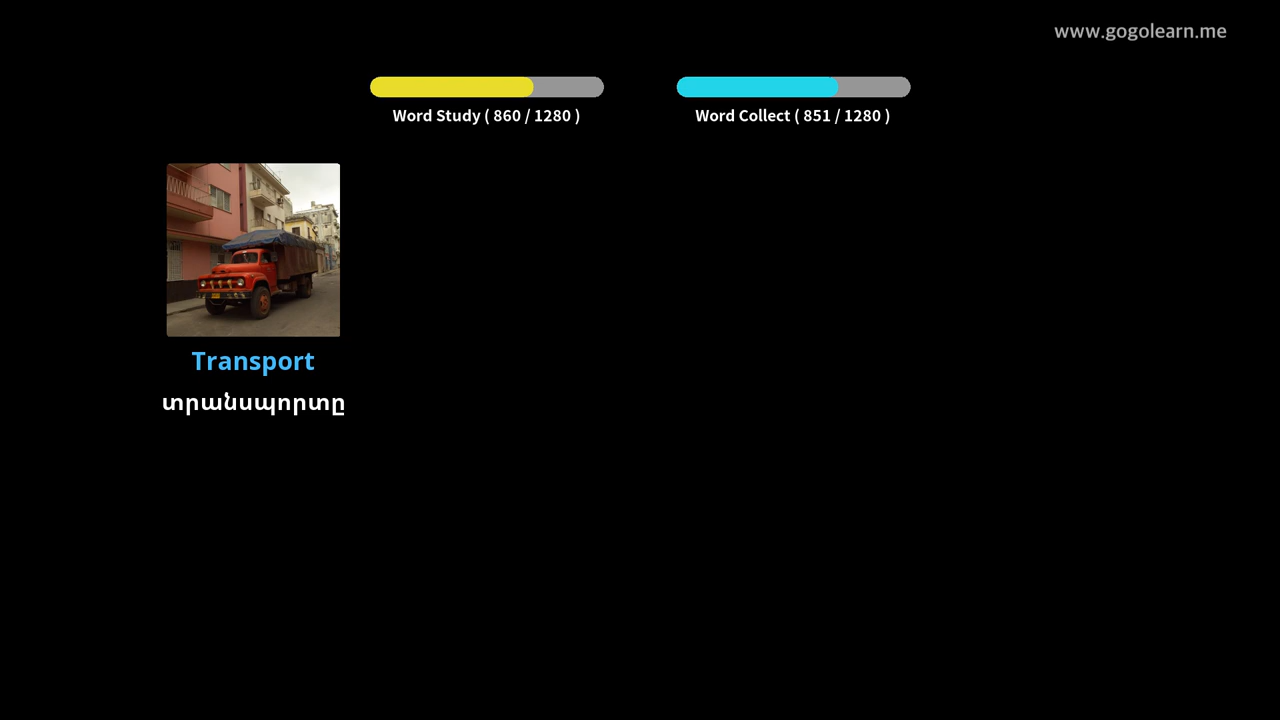 www.gogolearn.me
Word Study ( 860 / 1280 )
Word Collect ( 851 / 1280 )
Transport
տրանսպորտը